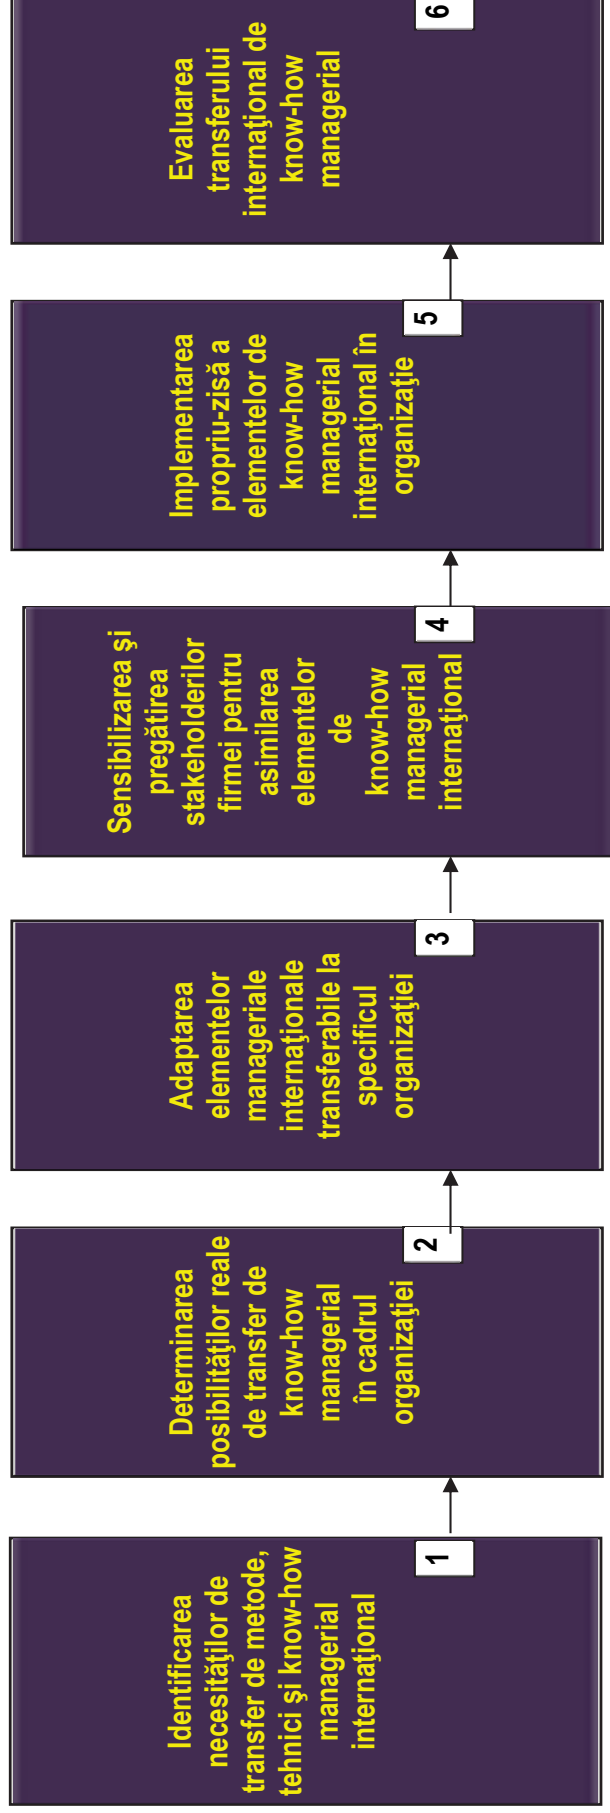 Identificarea
necesităţilor de
transfer de metode,
tehnici şi know-how
managerial
internaţional
1
Determinarea
posibilităţilor reale
de transfer de
know-how
managerial
în cadrul
organizaţiei
2
Adaptarea
elementelor
manageriale
internaţionale
transferabile la
specificul
organizaţiei
3
Sensibilizarea şi
pregătirea
stakeholderilor
firmei pentru
asimilarea
elementelor
de
know-how
managerial
internaţional
4
Implementarea
propriu-zisă a
elementelor de
know-how
managerial
internaţional în
organizaţie
5
Evaluarea
transferului
internaţional de
know-how
managerial
6